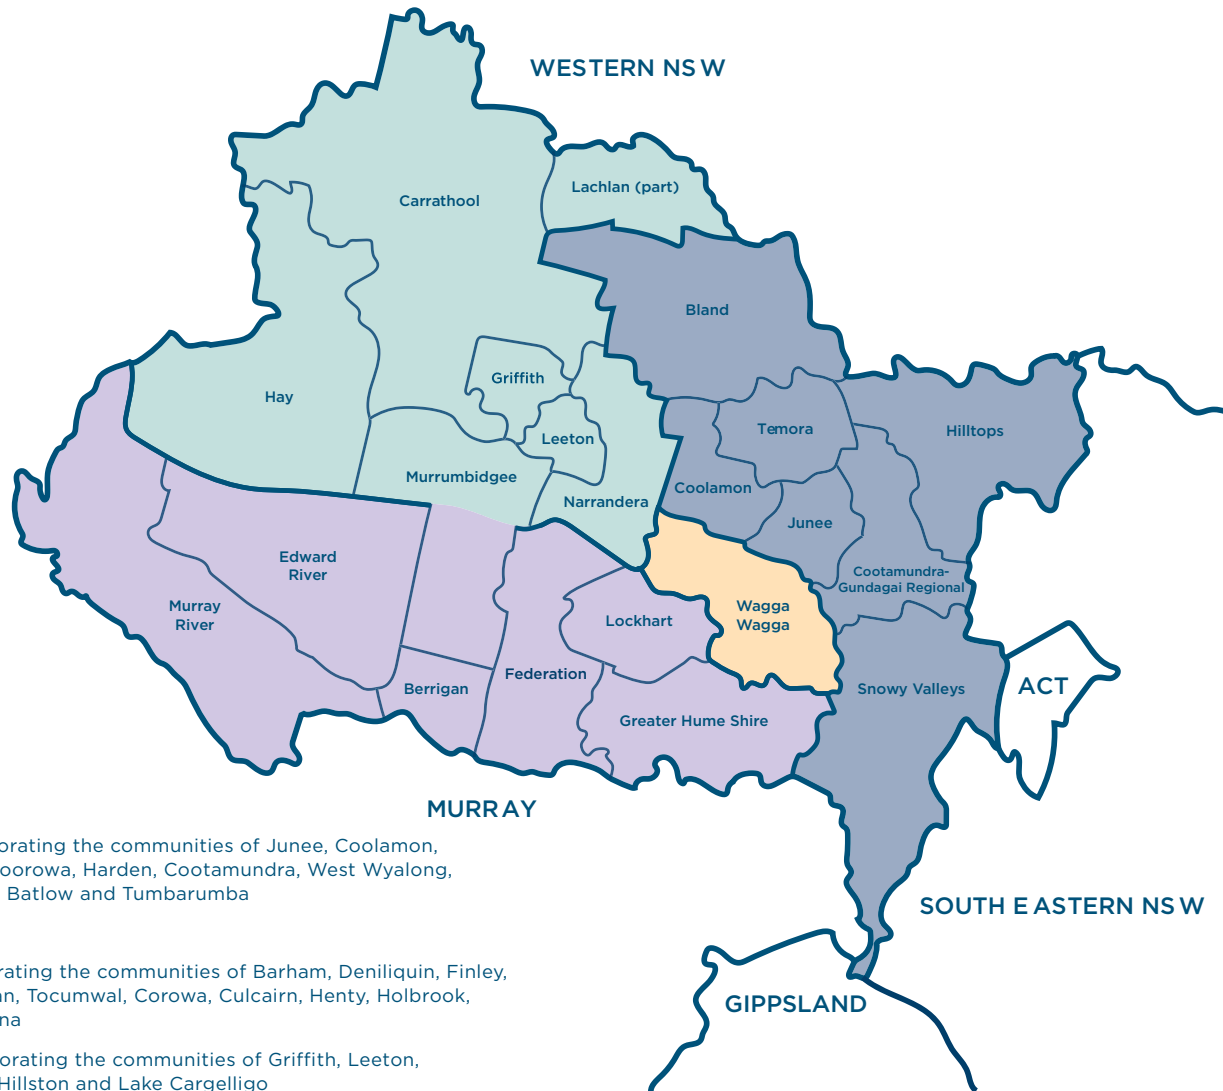 WESTERN NSW
Lachlan (part)
Carrathool
Bland
Griffith
Hay
Leeton
Temora
Hilltops
Murrumbidgee
Coolamon
Narrandera
Junee
Edward
River
Cootamundra-
Gundagai Regional
Murray
River
Wagga
Wagga
Lockhart
Federation
Berrigan
Snowy Valleys
ACT
Greater Hume Shire
MURRAY
orating the communities of Junee, Coolamon,
oorowa, Harden, Cootamundra, West Wyalong,
Batlow and Tumbarumba
SOUTH EASTERN NSW
rating the communities of Barham, Deniliquin, Finley,
n, Tocumwal, Corowa, Culcairn, Henty, Holbrook,
na
GIPPSLAND
orating the communities of Griffith, Leeton,
Hillston and Lake Cargelligo